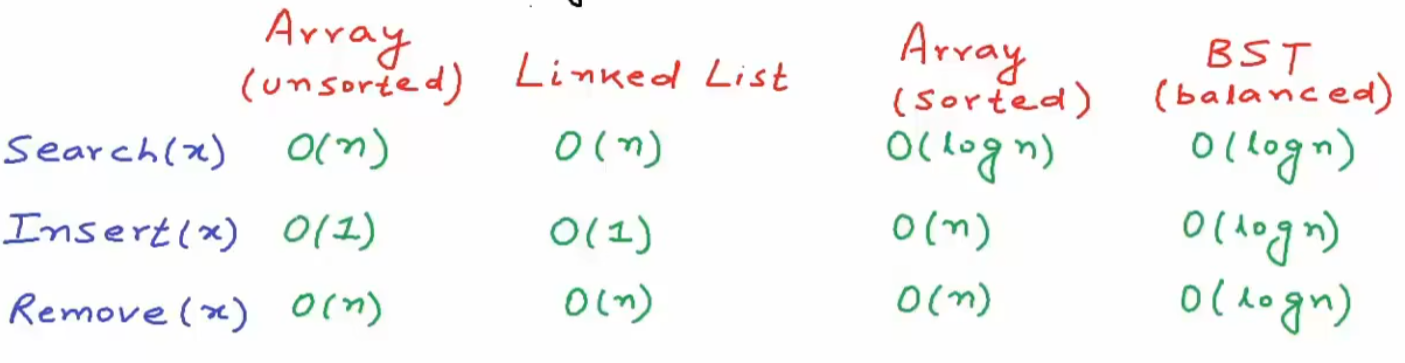 Array Linked List Array BST
(unsorted) (sorted) (balanced)
Search(x) O(n) O(n) O(log n) O(log n)
Insert(x) O(1) O(1) O(n) O(log n)
Remove(x) O(n) O(n) O(n) O(log n)